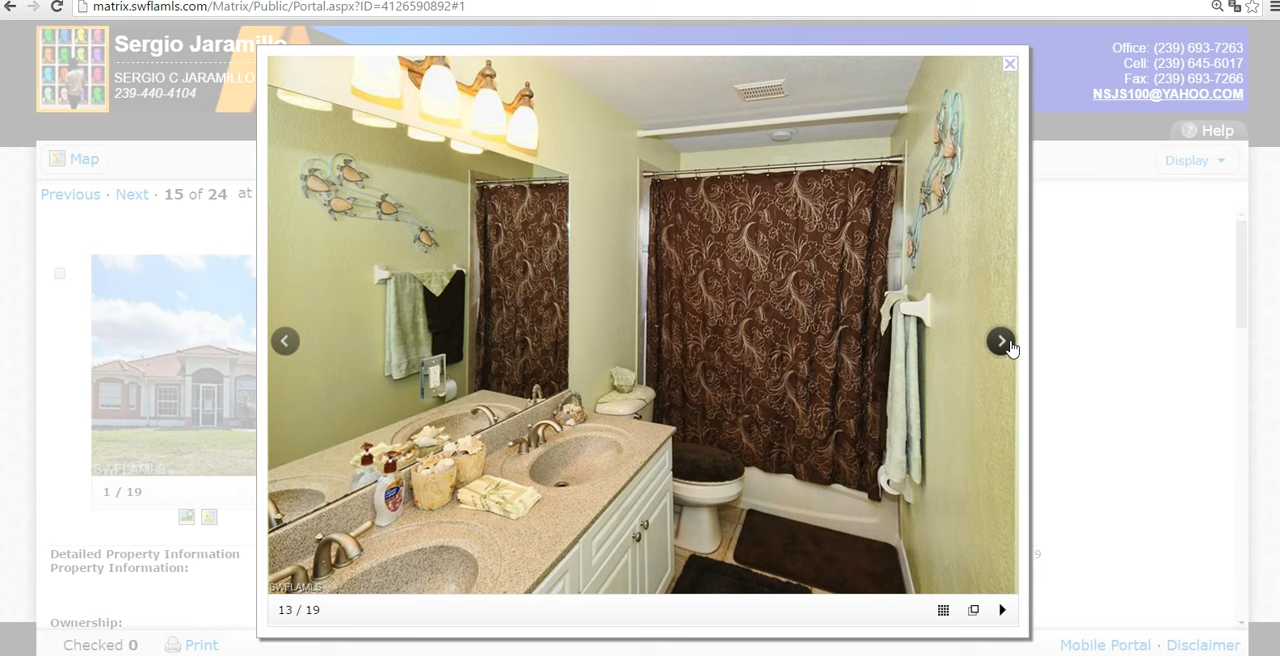 matrix.swflamls.com/Matrix/Public/Portal.aspx?ID=4126590892#1
Sergio Jaramillo
SERGIO C JARAMILLO
239-440-4104
Office: (239) 693-7263
Cell: (239) 645-6017
Fax: (239) 693-7266
NSJS100@YAHOO.COM
? Help
Map
Display
Previous · Next · 15 of 24 at
SWFLAMLS
1 / 19
SWFLAMLS
13 / 19
Detailed Property Information
Property Information:
9
Ownership:
Checked 0 Print
Mobile Portal · Disclaimer